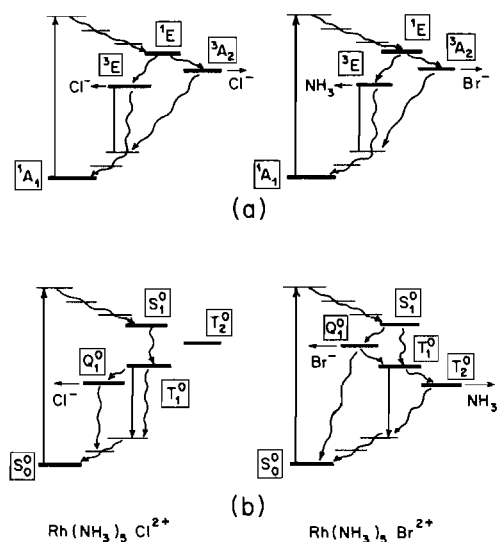 ¹E
³A₂
³E
Cl⁻
Cl⁻
¹A₁
¹E
³A₂
³E
NH₃
Br⁻
¹A₁
(a)
S₁⁰
T₂⁰
Q₁⁰
T₁⁰
Cl⁻
S₀⁰
S₁⁰
Q₁⁰
T₁⁰
T₂⁰
Br⁻
NH₃
S₀⁰
(b)
Rh(NH₃)₅ Cl²⁺
Rh(NH₃)₅ Br²⁺